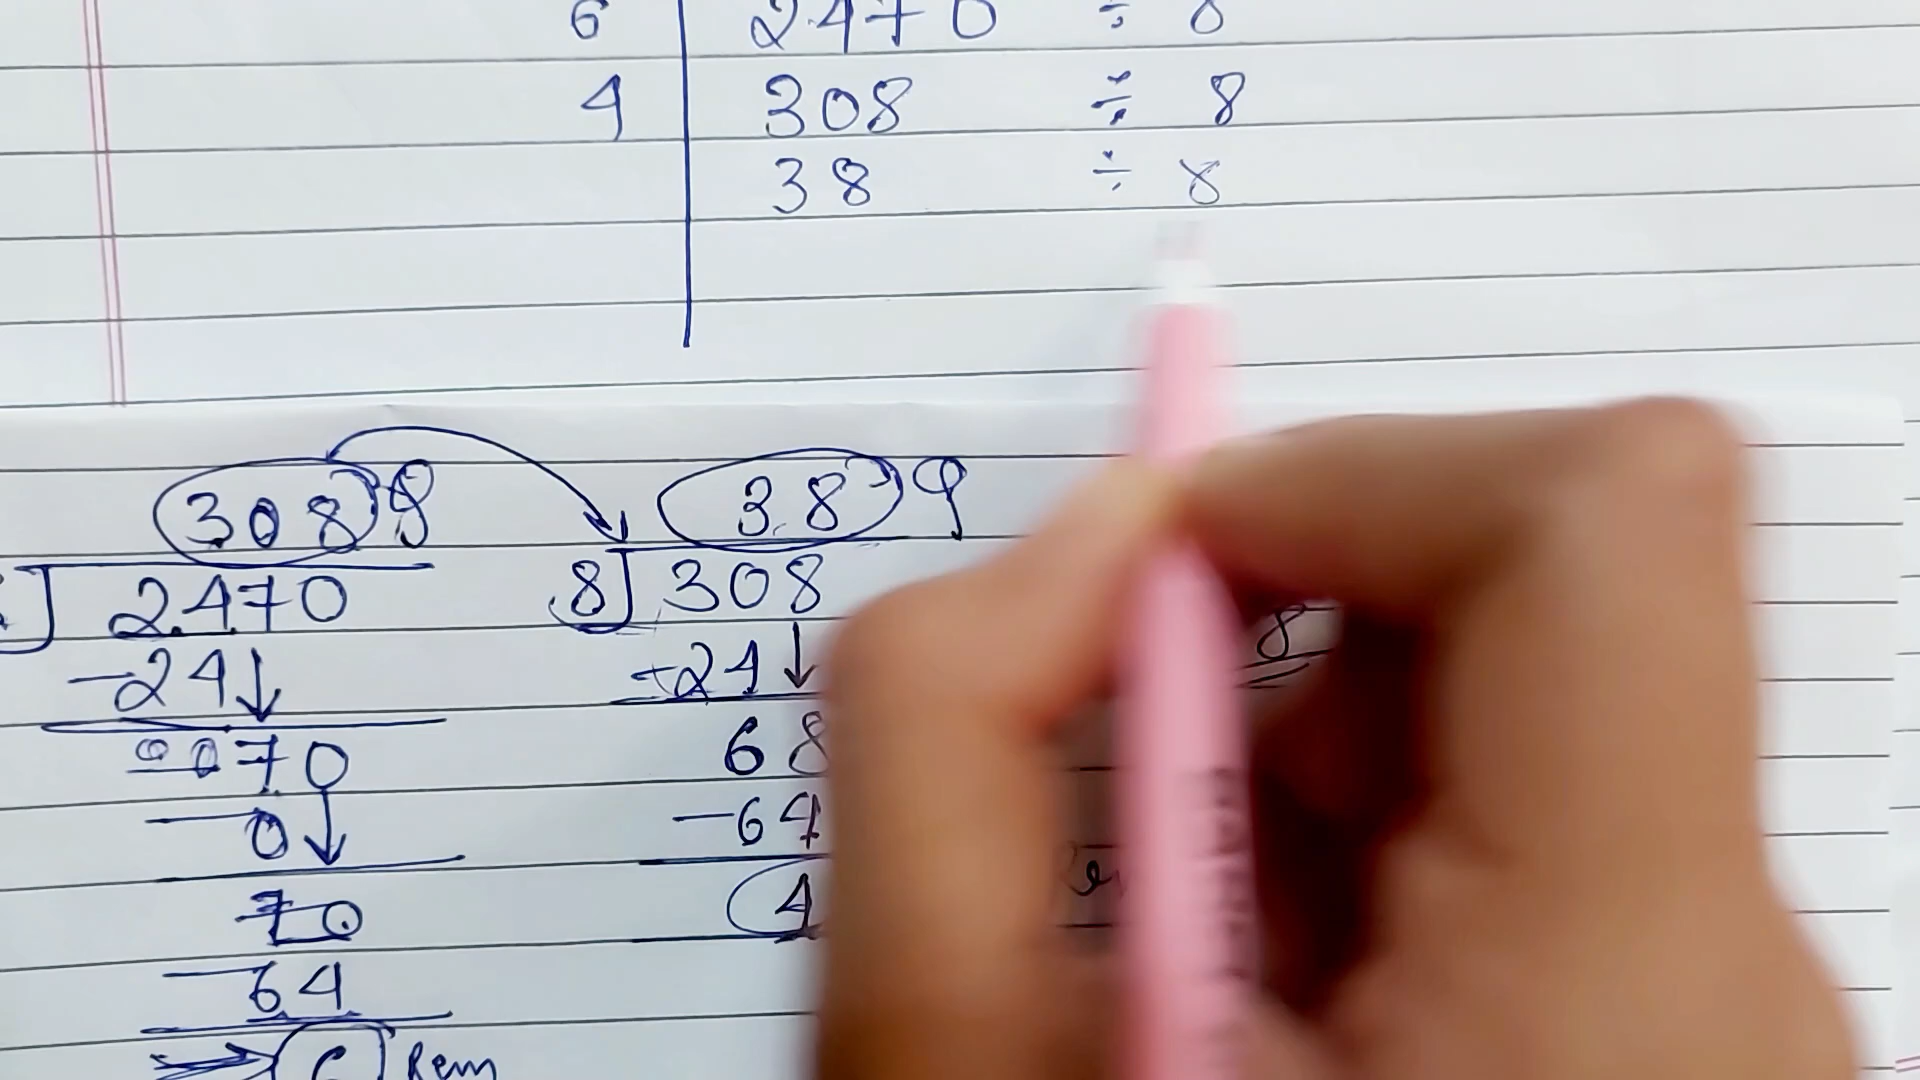 6 2470 ÷ 8
4 308 ÷ 8
38 ÷ 8
308 Q 38 Q
2470 8 308
-24 -24 8
0070 68
0 -64
70 4
-64
6 Rem